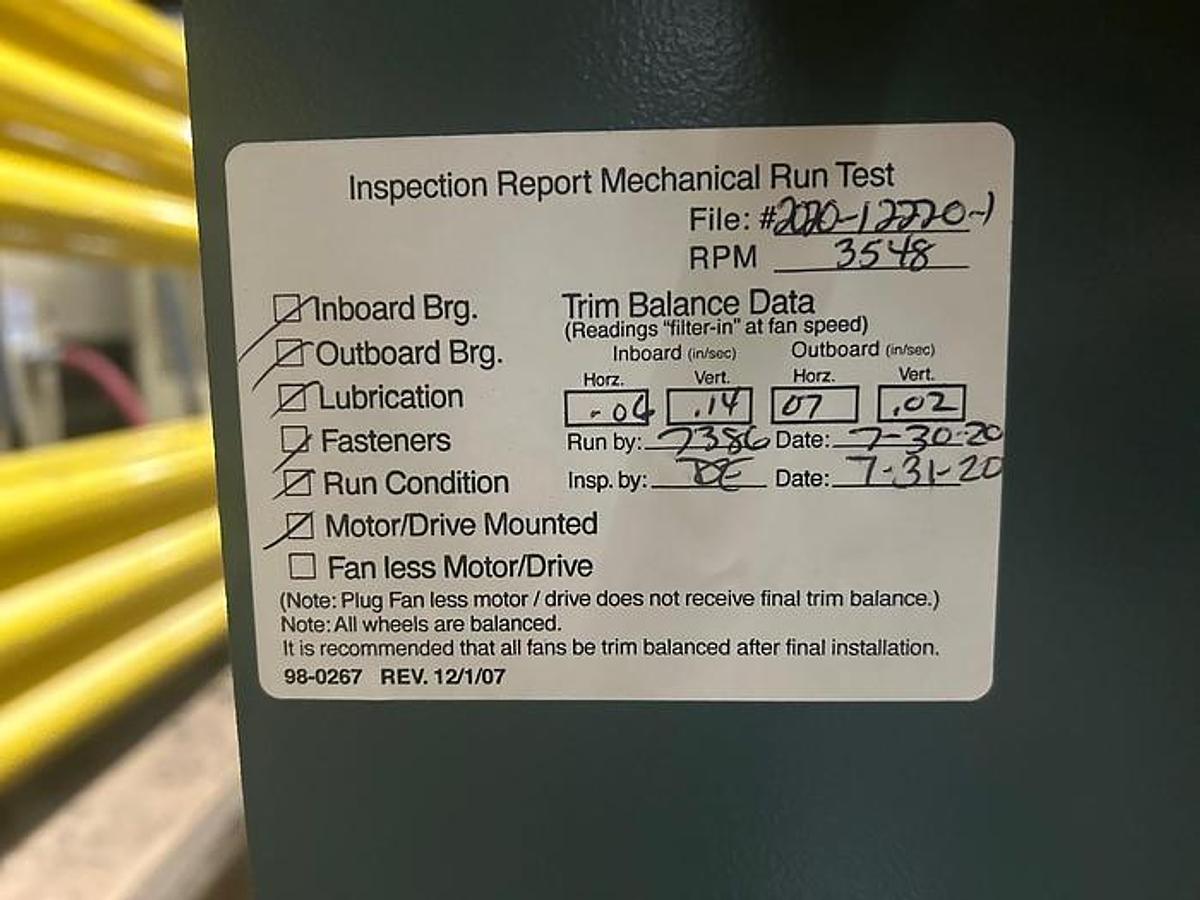 Inspection Report Mechanical Run Test
File: #2020-12220-1
RPM 3548
Inboard Brg.
Outboard Brg.
Lubrication
Fasteners
Run Condition
Motor/Drive Mounted
Fan less Motor/Drive
Trim Balance Data
(Readings "filter-in" at fan speed)
Inboard (in/sec) Outboard (in/sec)
Horz. Vert. Horz. Vert.
.14 07 .02
Run by: 7386 Date: 7-30-20
Insp. by: DE Date: 7-31-20
(Note: Plug Fan less motor / drive does not receive final trim balance.)
Note: All wheels are balanced.
It is recommended that all fans be trim balanced after final installation.
98-0267 REV. 12/1/07